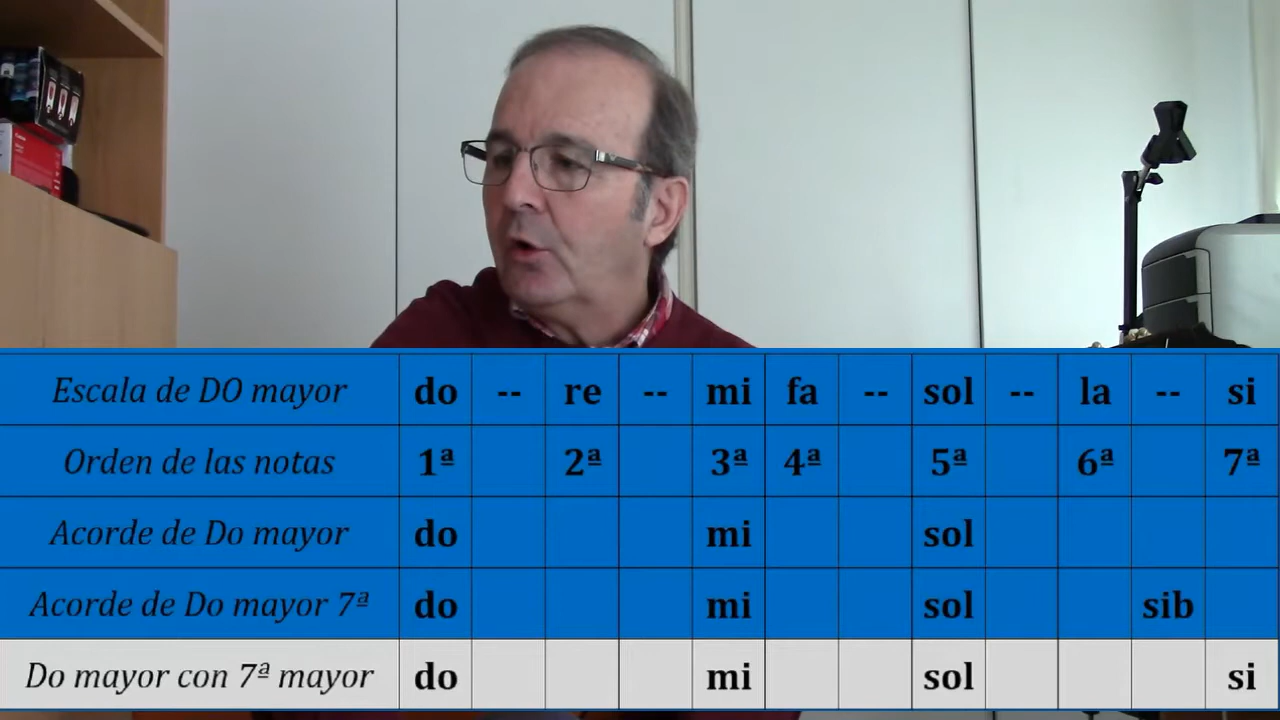 Escala de DO mayor do -- re -- mi fa -- sol -- la -- si
Orden de las notas 1ª 2ª 3ª 4ª 5ª 6ª 7ª
Acorde de Do mayor do mi sol
Acorde de Do mayor 7ª do mi sol sib
Do mayor con 7ª mayor do mi sol si